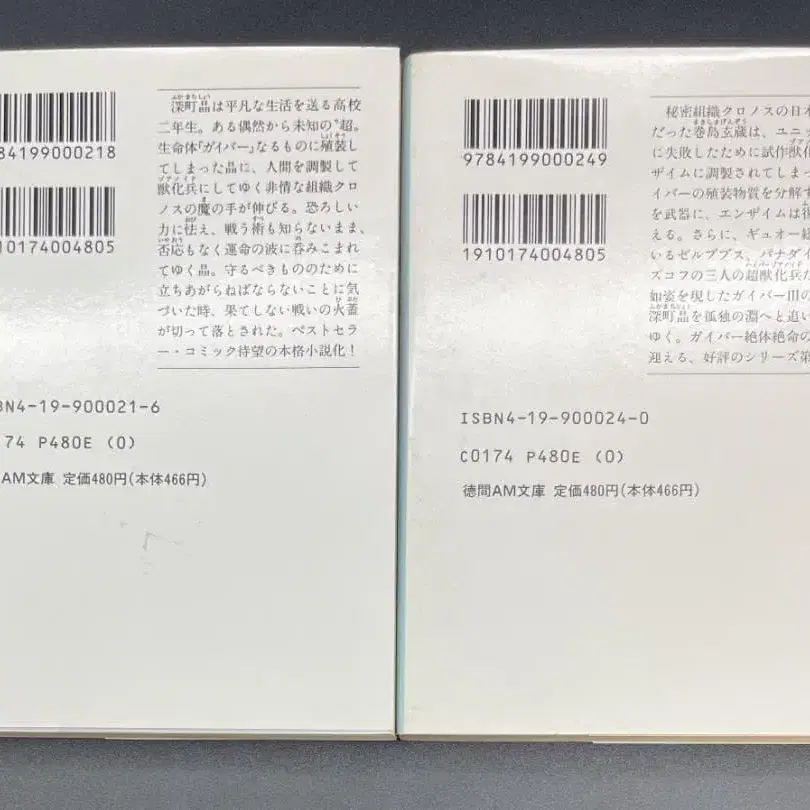 84199000218
910174004805
深町晶は平凡な生活を送る高校
二年生。ある偶然から未知の〝超。
生命体「ガイバー」なるものに殖装し
てしまった晶に、人間を調製して
獣化兵にしてゆく非情な組織クロ
ノスの魔の手が伸びる。恐ろしい
力に怯え、戦う術も知らないまま、
否応もなく運命の波に呑みこまれ
てゆく晶。守るべきもののために
立ちあがらねばならないことに気
づいた時、果てしない戦いの火蓋
が切って落とされた。ベストセラ
ー・コミック待望の本格小説化!
BN4-19-900021-6
174 P480E (0)
AM文庫 定価480円(本体466円)
9784199000249
1910174004805
秘密組織クロノスの日本
だった巻島玄蔵は、ユニッ
に失敗したために試作獣化
ザイムに調製されてしまっ
イバーの殖装物質を分解す
を武器に、エンザイムは
える。さらに、ギュオー
いるゼルブブス、バナダイ
ズコフの三人の超獣化兵
如姿を現したガイバーIIIの
深町晶を孤独の淵へと追い
ゆく。ガイバー絶体絶命の
迎える、好評のシリーズ第
ISBN4-19-900024-0
C0174 P480E (0)
徳間AM文庫 定価480円(本体466円)